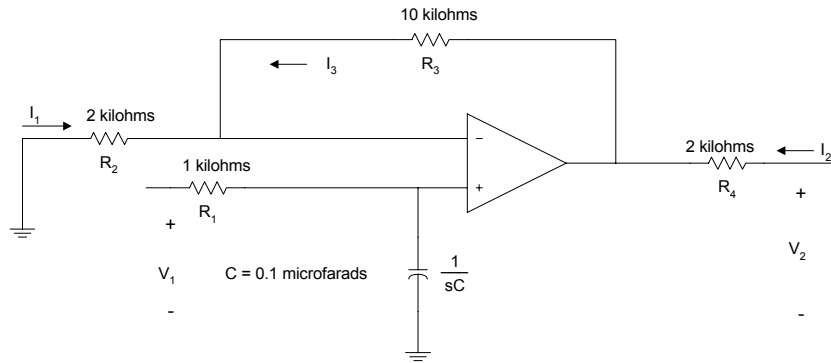 10 kilohms
I3
R3
I1
2 kilohms
R2
−
2 kilohms
I2
R4
1 kilohms
R1
+
+
V1
-
C = 0.1 microfarads
1
sC
+
V2
-